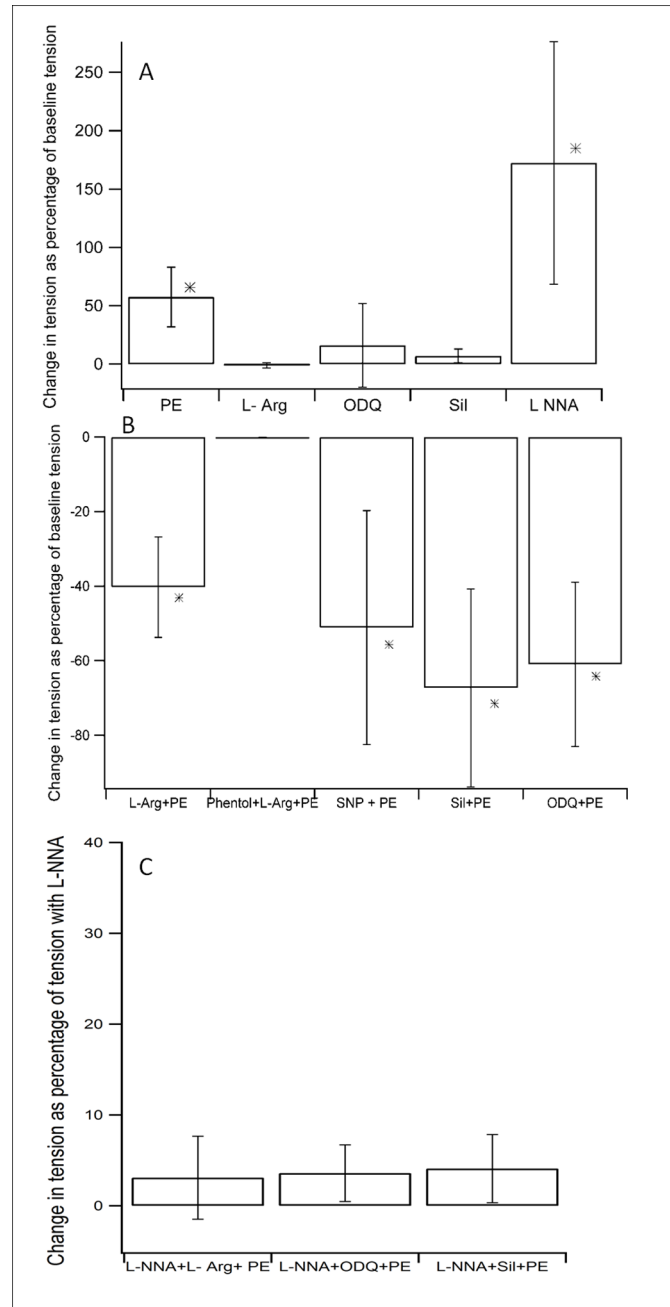 Change in tension as percentage of baseline tension
A
250
200
150
100
50
0
*
*
PE L- Arg ODQ Sil L NNA
Change in tension as percentage of baseline tension
B
0
-20
-40
-60
-80
*
*
*
*
L-Arg+PE Phentol+L-Arg+PE SNP + PE Sil+PE ODQ+PE
Change in tension as percentage of tension with L-NNA
C
40
30
20
10
0
L-NNA+L- Arg+ PE L-NNA+ODQ+PE L-NNA+Sil+PE